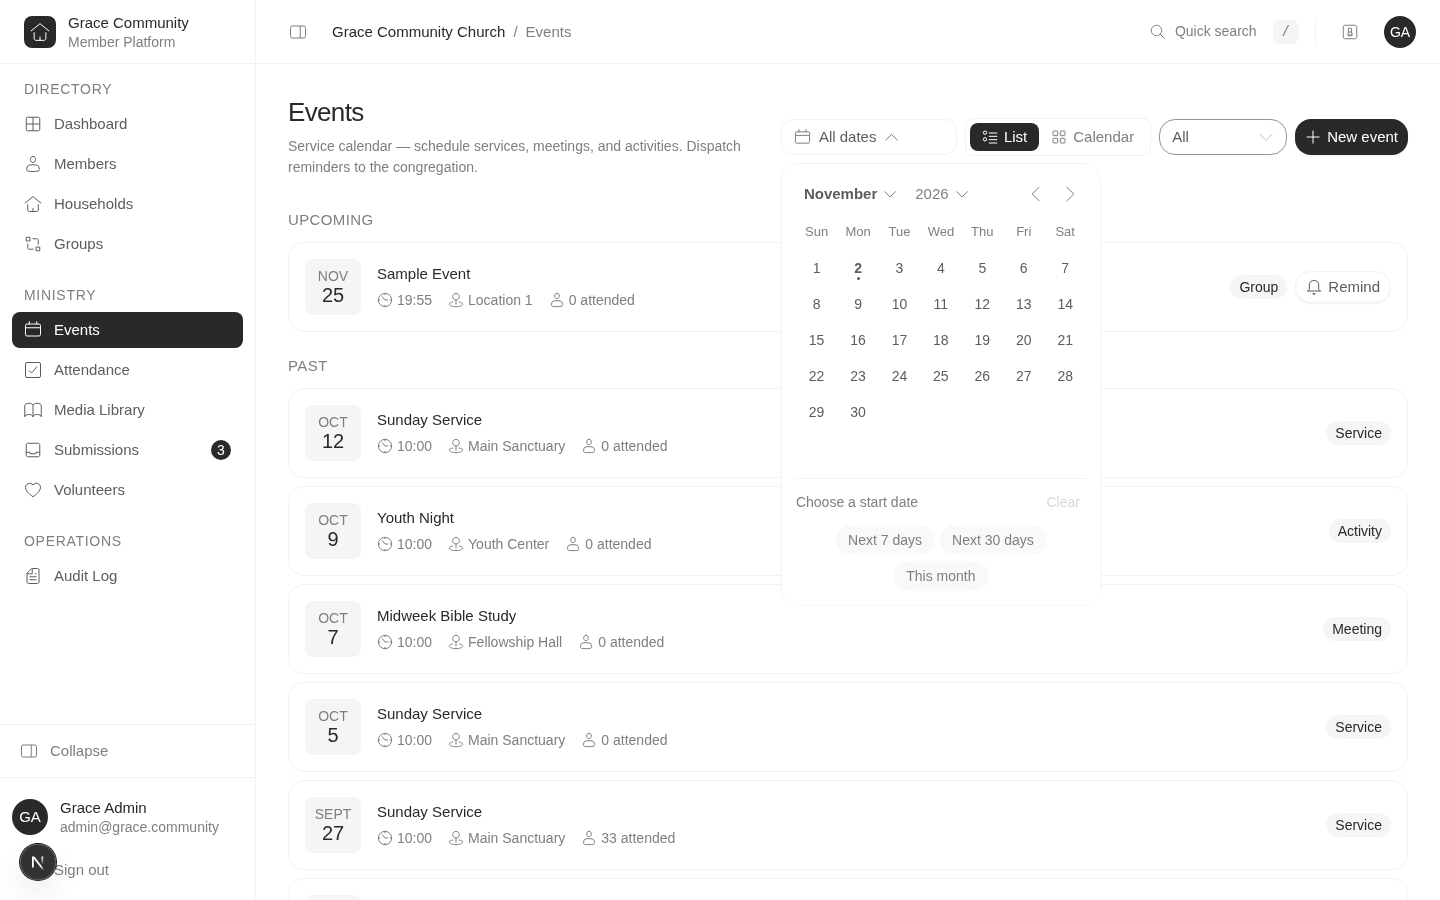 Grace Community
Member Platform
Grace Community Church / Events
Quick search /
GA
DIRECTORY
Dashboard
Members
Households
Groups
MINISTRY
Events
Attendance
Media Library
Submissions 3
Volunteers
OPERATIONS
Audit Log
Collapse
GA
Grace Admin
admin@grace.community
N
Sign out
Events
Service calendar — schedule services, meetings, and activities. Dispatch
reminders to the congregation.
All dates
List
Calendar
All
New event
November 2026
Sun Mon Tue Wed Thu Fri Sat
1 2 3 4 5 6 7
8 9 10 11 12 13 14
15 16 17 18 19 20 21
22 23 24 25 26 27 28
29 30
Choose a start date Clear
Next 7 days Next 30 days
This month
UPCOMING
NOV
25
Sample Event
19:55 Location 1 0 attended
Group Remind
PAST
OCT
12
Sunday Service
10:00 Main Sanctuary 0 attended
Service
OCT
9
Youth Night
10:00 Youth Center 0 attended
Activity
OCT
7
Midweek Bible Study
10:00 Fellowship Hall 0 attended
Meeting
OCT
5
Sunday Service
10:00 Main Sanctuary 0 attended
Service
SEPT
27
Sunday Service
10:00 Main Sanctuary 33 attended
Service